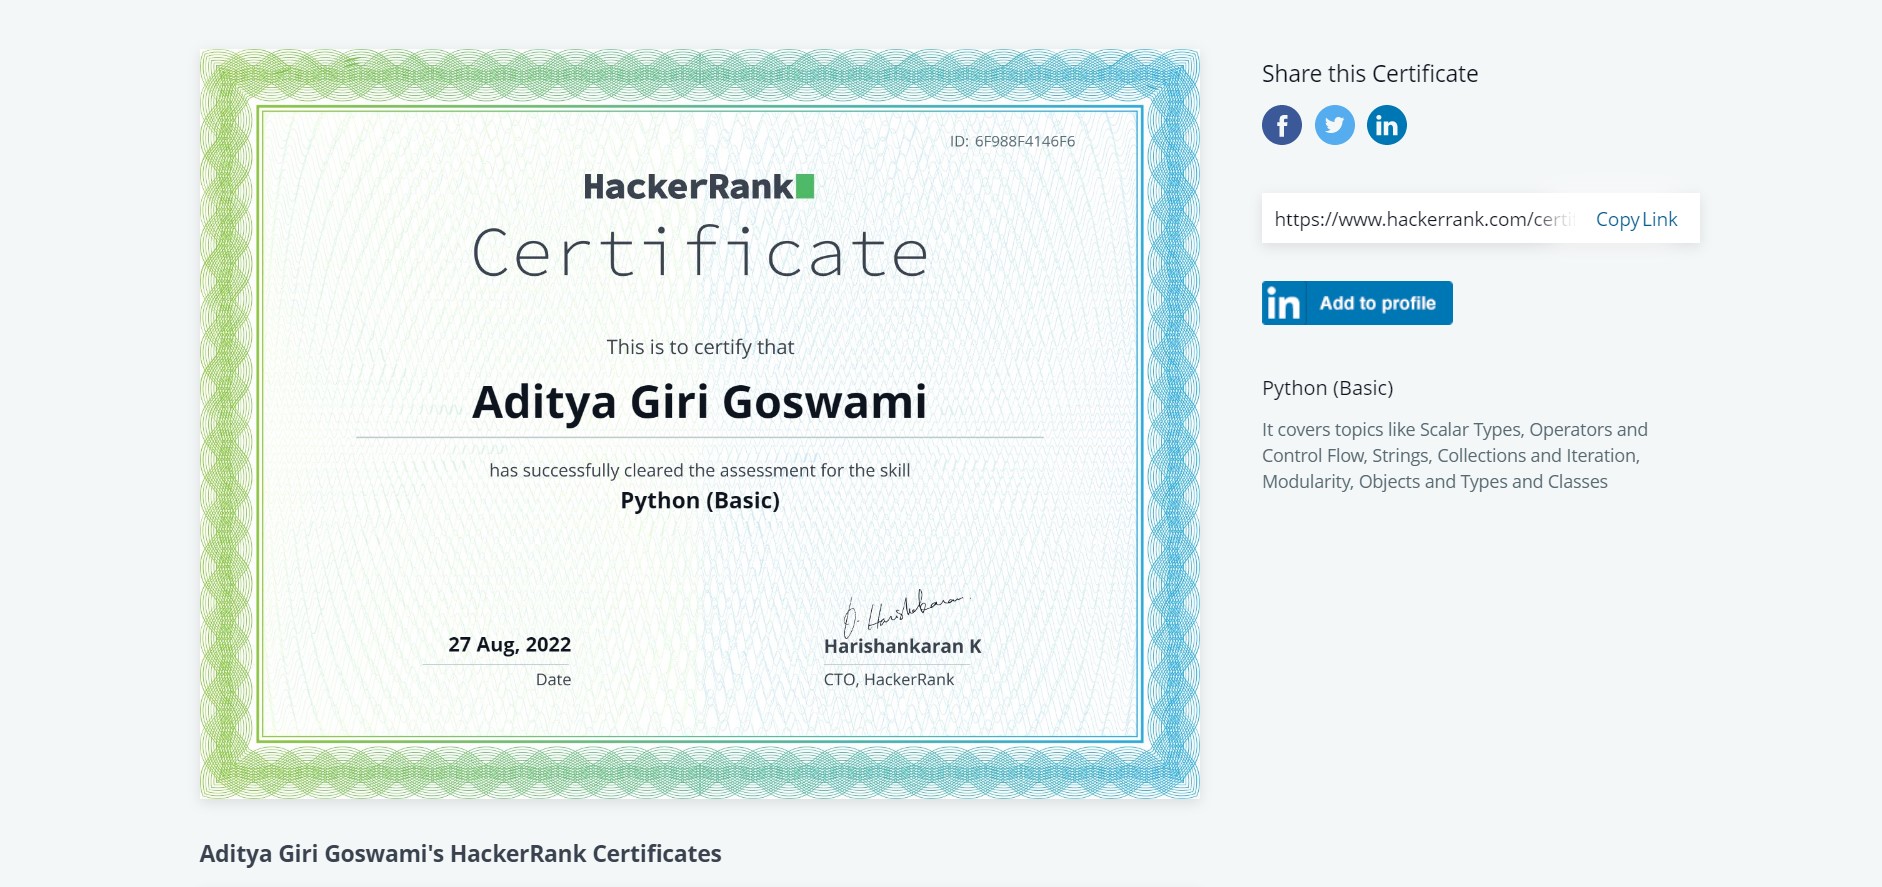 ID: 6F988F4146F6
HackerRank
Certificate
This is to certify that
Aditya Giri Goswami
has successfully cleared the assessment for the skill
Python (Basic)
27 Aug, 2022
Date
Harishankaran K
CTO, HackerRank
Aditya Giri Goswami's HackerRank Certificates
Share this Certificate
https://www.hackerrank.com/certi
Copy Link
in Add to profile
Python (Basic)
It covers topics like Scalar Types, Operators and
Control Flow, Strings, Collections and Iteration,
Modularity, Objects and Types and Classes